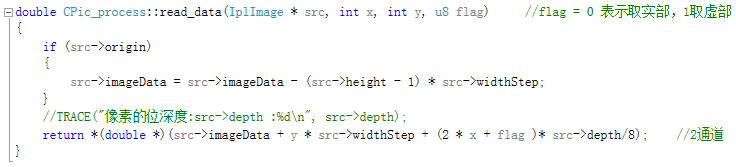 double CPic_process::read_data(IplImage * src, int x, int y, u8 flag)     //flag = 0 表示取实部，1取虚部
{
    if (src->origin)
    {
        src->imageData = src->imageData - (src->height - 1) * src->widthStep;
    }
    //TRACE("像素的位深度:src->depth :%d\n", src->depth);
    return *(double *)(src->imageData + y * src->widthStep + (2 * x + flag )* src->depth/8);    //2通道
}